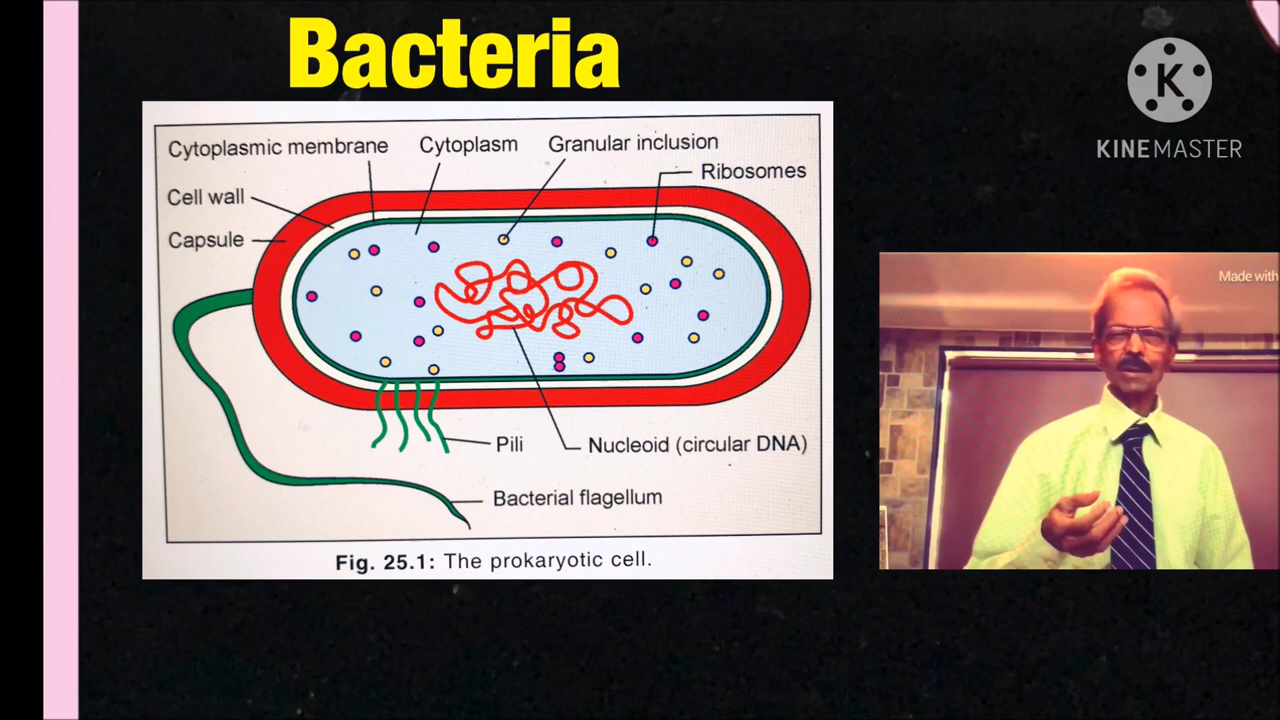 Bacteria
K
KINEMASTER
Cytoplasmic membrane
Cytoplasm
Granular inclusion
Ribosomes
Cell wall
Capsule
Made with
Pili
Nucleoid (circular DNA)
Bacterial flagellum
Fig. 25.1: The prokaryotic cell.